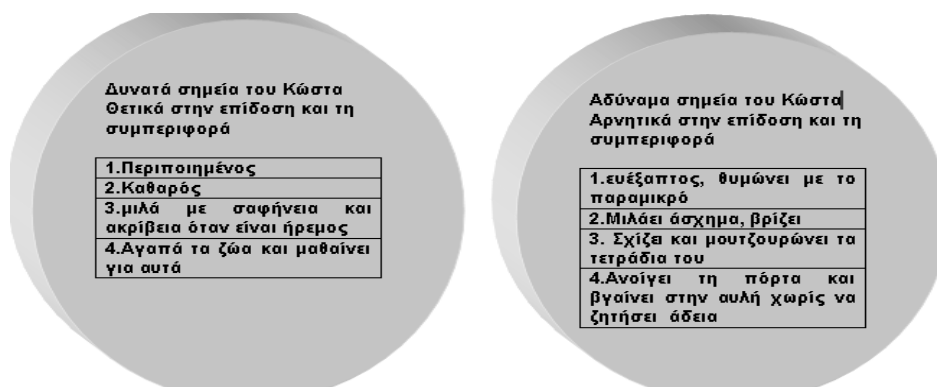 Δυνατά σημεία του Κώστα
Θετικά στην επίδοση και τη
συμπεριφορά
1.Περιποιημένος
2.Καθαρός
3.μιλά με σαφήνεια και
ακρίβεια όταν είναι ήρεμος
4.Αγαπά τα ζώα και μαθαίνει
για αυτά
Αδύναμα σημεία του Κώστα
Αρνητικά στην επίδοση και τη
συμπεριφορά
1.ευέξαπτος, θυμώνει με το
παραμικρό
2.Μιλάει άσχημα, βρίζει
3. Σχίζει και μουτζουρώνει τα
τετράδια του
4.Ανοίγει τη πόρτα και
βγαίνει στην αυλή χωρίς να
ζητήσει άδεια